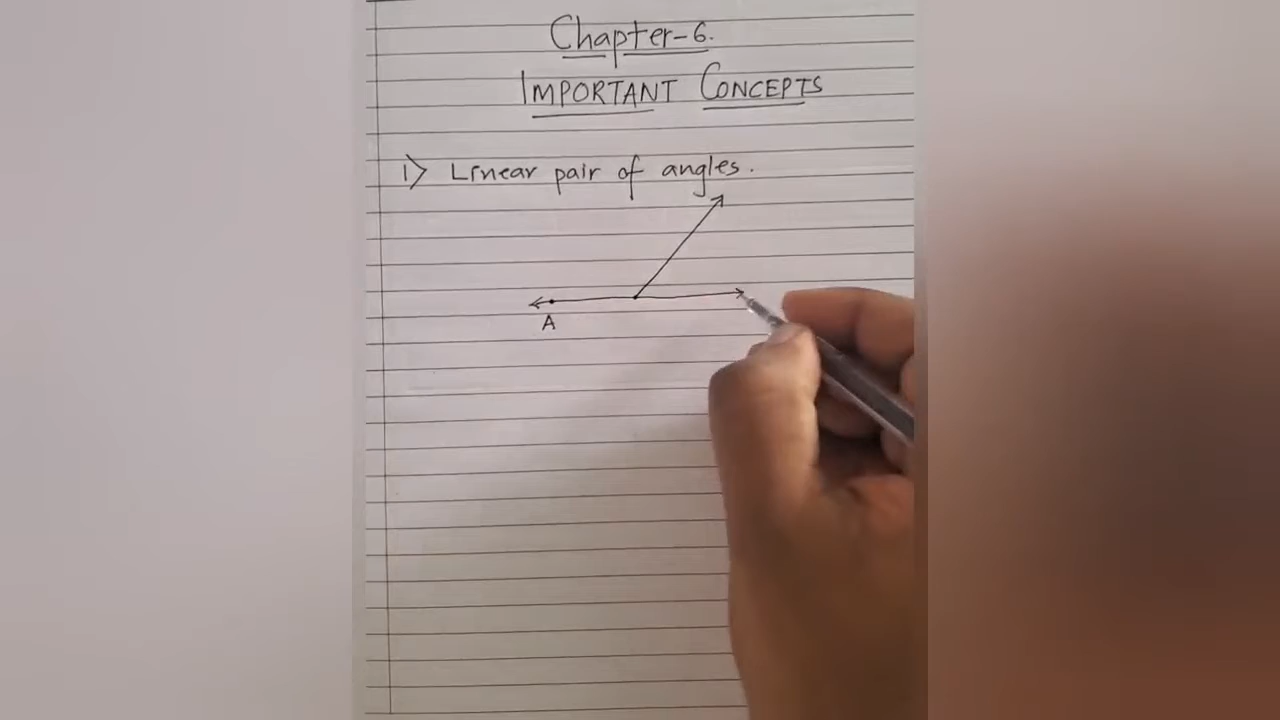 Chapter-6.
IMPORTANT CONCEPTS
1> Linear pair of angles.
A